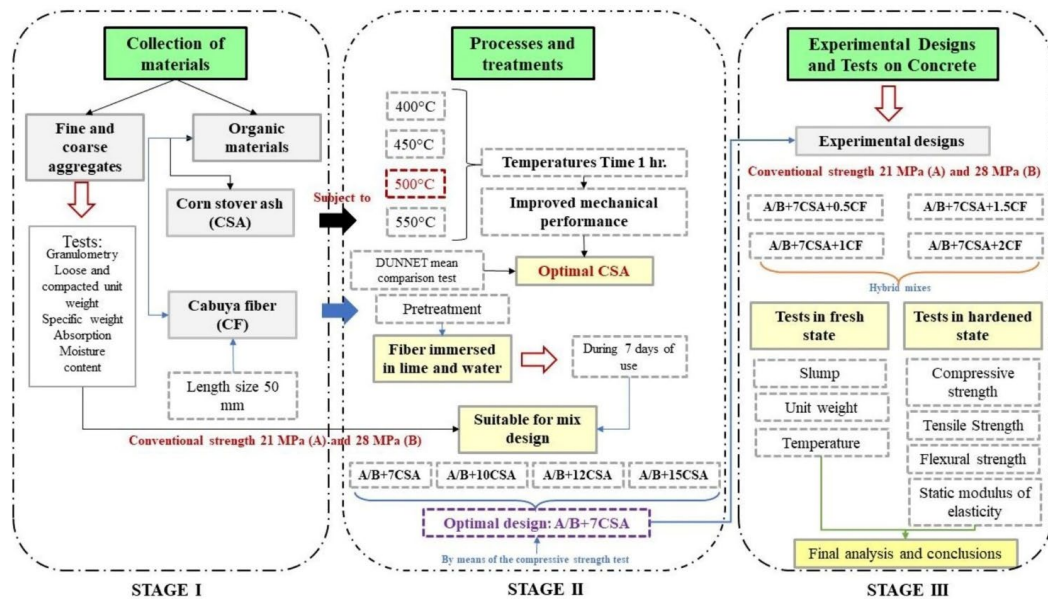 Collection of
materials
Fine and
coarse
aggregates
Organic
materials
Corn stover ash
(CSA)
Tests:
Granulometry
Loose and
compacted unit
weight
Specific weight
Absorption
Moisture
content
Cabuya fiber
(CF)
Length size 50
mm
Subject to
Conventional strength 21 MPa (A) and 28 MPa (B)
STAGE I
Processes and
treatments
400°C
450°C
500°C
550°C
Temperatures Time 1 hr.
Improved mechanical
performance
DUNNET mean
comparison test
Optimal CSA
Pretreatment
Fiber immersed
in lime and water
During 7 days of
use
Suitable for mix
design
A/B+7CSA
A/B+10CSA
A/B+12CSA
A/B+15CSA
Optimal design: A/B+7CSA
By means of the compressive strength test
STAGE II
Experimental Designs
and Tests on Concrete
Experimental designs
Conventional strength 21 MPa (A) and 28 MPa (B)
A/B+7CSA+0.5CF
A/B+7CSA+1.5CF
A/B+7CSA+1CF
A/B+7CSA+2CF
Hybrid mixes
Tests in fresh
state
Slump
Unit weight
Temperature
Tests in hardened
state
Compressive
strength
Tensile Strength
Flexural strength
Static modulus of
elasticity
Final analysis and conclusions
STAGE III